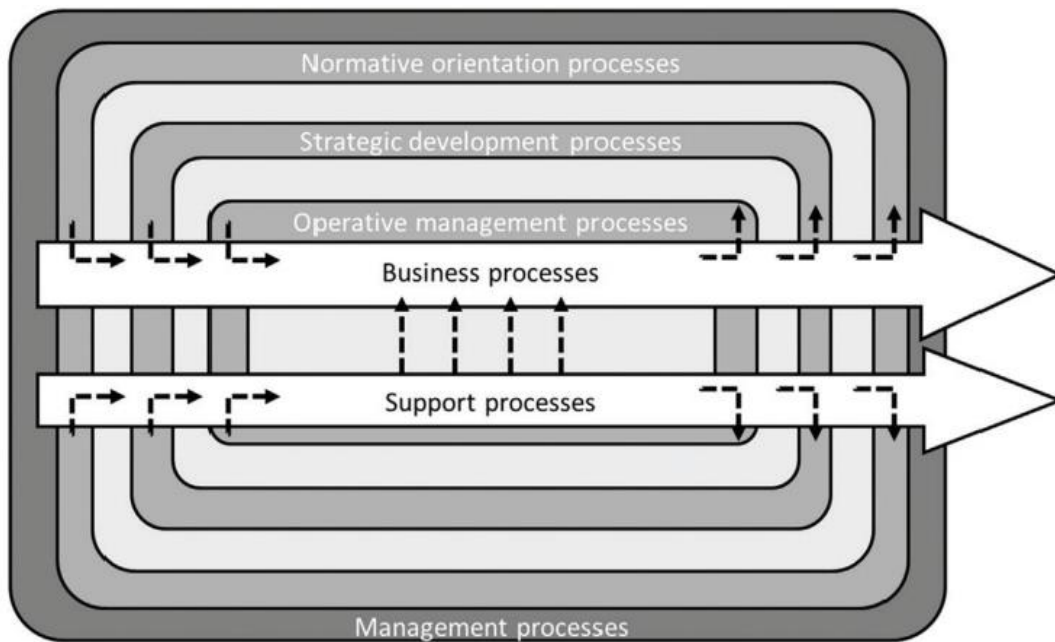 Normative orientation processes
Strategic development processes
Operative management processes
Business processes
Support processes
Management processes